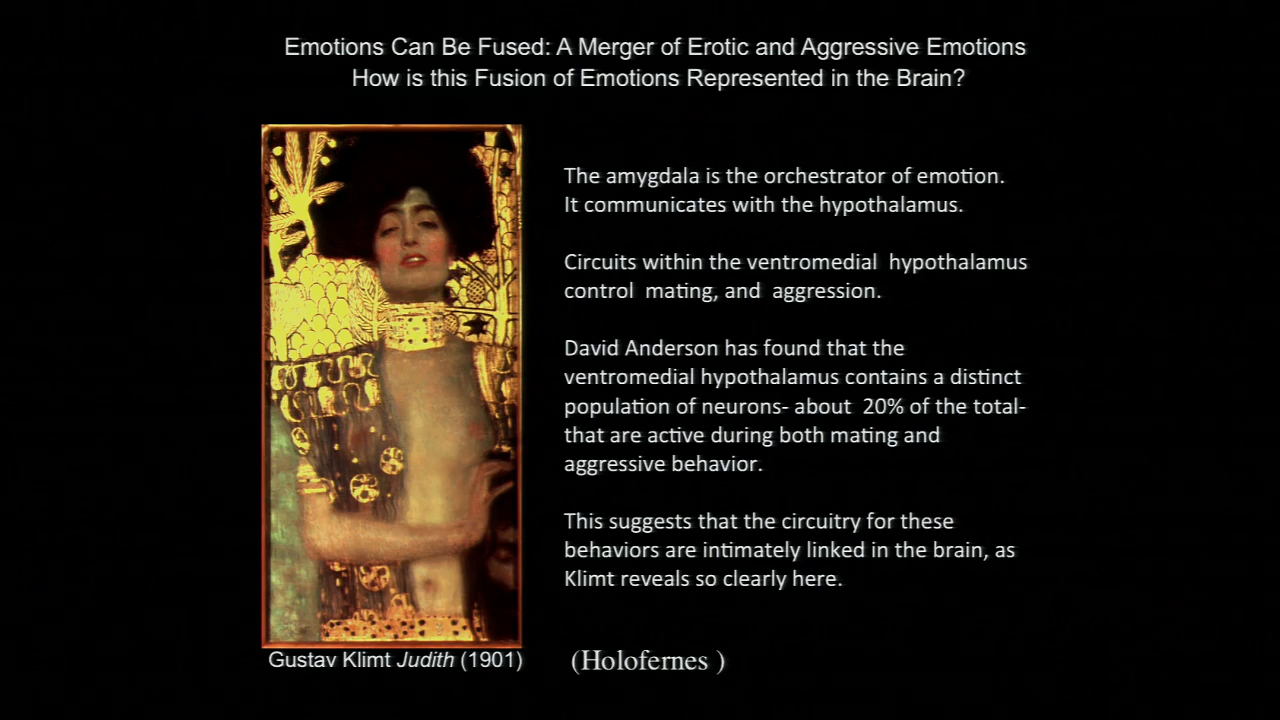 Emotions Can Be Fused: A Merger of Erotic and Aggressive Emotions
How is this Fusion of Emotions Represented in the Brain?
The amygdala is the orchestrator of emotion.
It communicates with the hypothalamus.
Circuits within the ventromedial hypothalamus
control mating, and aggression.
David Anderson has found that the
ventromedial hypothalamus contains a distinct
population of neurons- about 20% of the total-
that are active during both mating and
aggressive behavior.
This suggests that the circuitry for these
behaviors are intimately linked in the brain, as
Klimt reveals so clearly here.
Gustav Klimt Judith (1901)
(Holofernes )